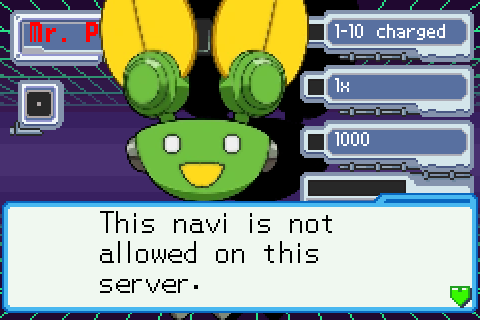 Mr. P
1-10 charged
1x
1000
This navi is not
allowed on this
server.